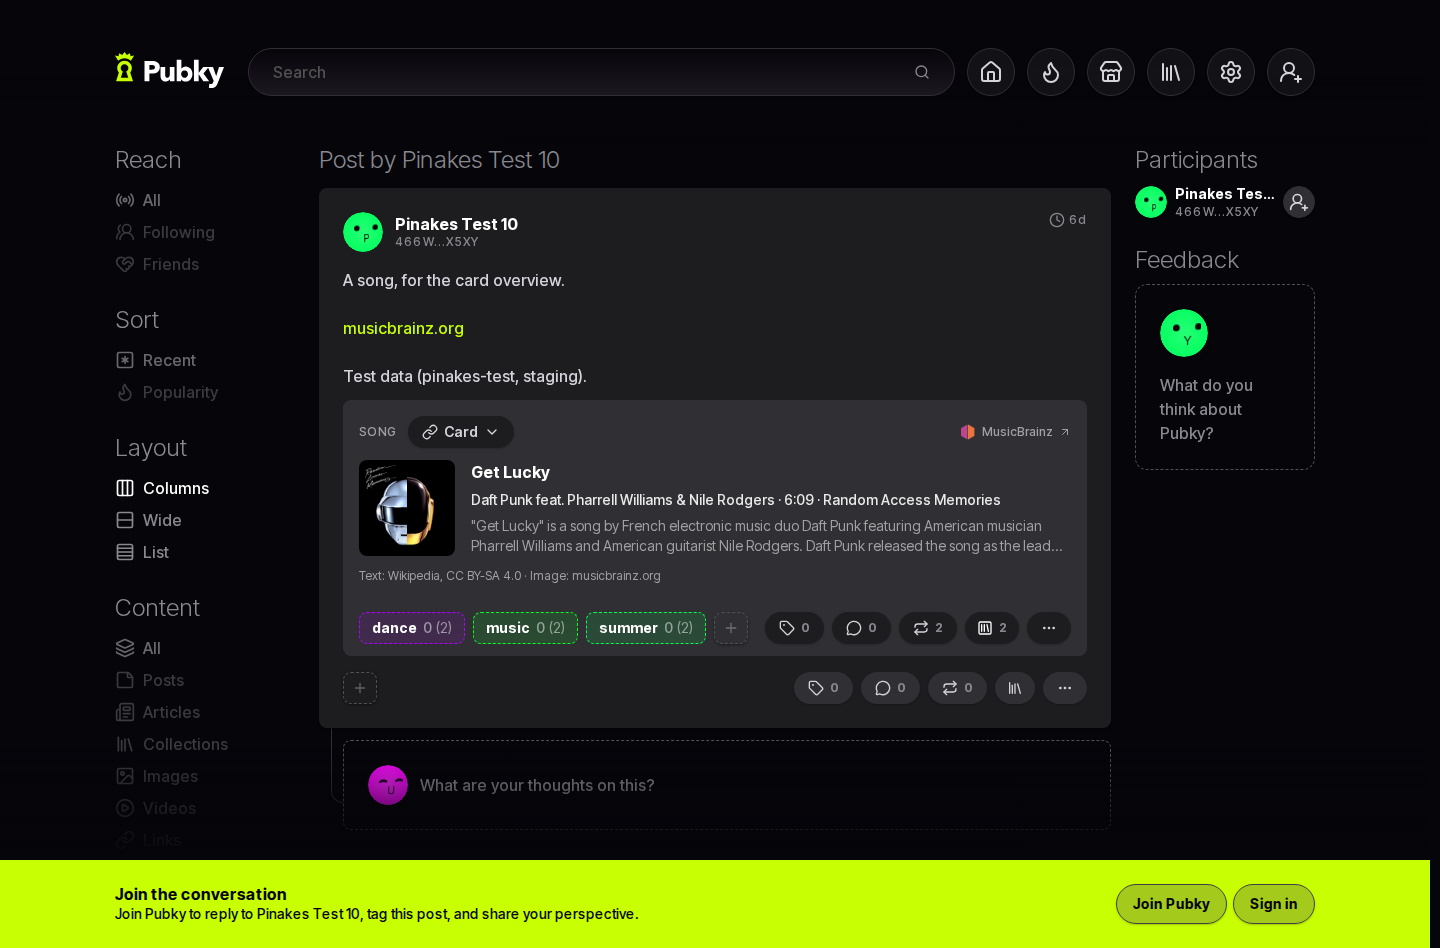 Pubky
Search
Reach
All
Following
Friends
Sort
Recent
Popularity
Layout
Columns
Wide
List
Content
All
Posts
Articles
Collections
Images
Videos
Links
Post by Pinakes Test 10
Pinakes Test 10
466W...X5XY
6d
A song, for the card overview.
musicbrainz.org
Test data (pinakes-test, staging).
SONG
Card
MusicBrainz
Get Lucky
Daft Punk feat. Pharrell Williams & Nile Rodgers · 6:09 · Random Access Memories
"Get Lucky" is a song by French electronic music duo Daft Punk featuring American musician
Pharrell Williams and American guitarist Nile Rodgers. Daft Punk released the song as the lead...
Text: Wikipedia, CC BY-SA 4.0 · Image: musicbrainz.org
dance 0 (2)
music 0 (2)
summer 0 (2)
0
0
2
2
0
0
0
What are your thoughts on this?
Participants
Pinakes Tes...
466W...X5XY
Feedback
What do you
think about
Pubky?
Join the conversation
Join Pubky to reply to Pinakes Test 10, tag this post, and share your perspective.
Join Pubky
Sign in